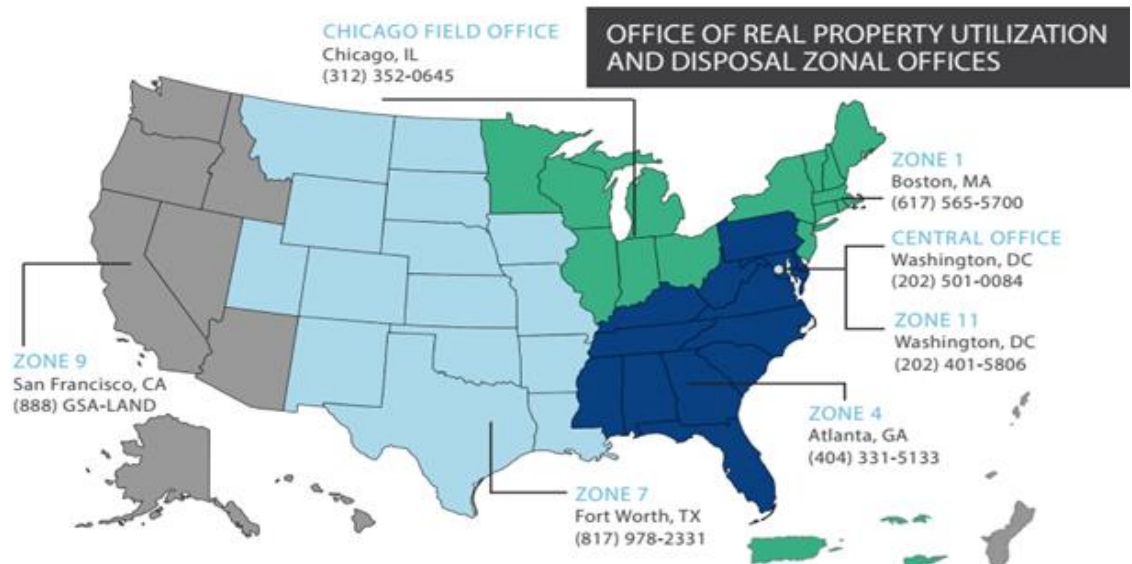 CHICAGO FIELD OFFICE
Chicago, IL
(312) 352-0645
OFFICE OF REAL PROPERTY UTILIZATION
AND DISPOSAL ZONAL OFFICES
ZONE 1
Boston, MA
(617) 565-5700
CENTRAL OFFICE
Washington, DC
(202) 501-0084
ZONE 11
Washington, DC
(202) 401-5806
ZONE 9
San Francisco, CA
(888) GSA-LAND
ZONE 4
Atlanta, GA
(404) 331-5133
ZONE 7
Fort Worth, TX
(817) 978-2331